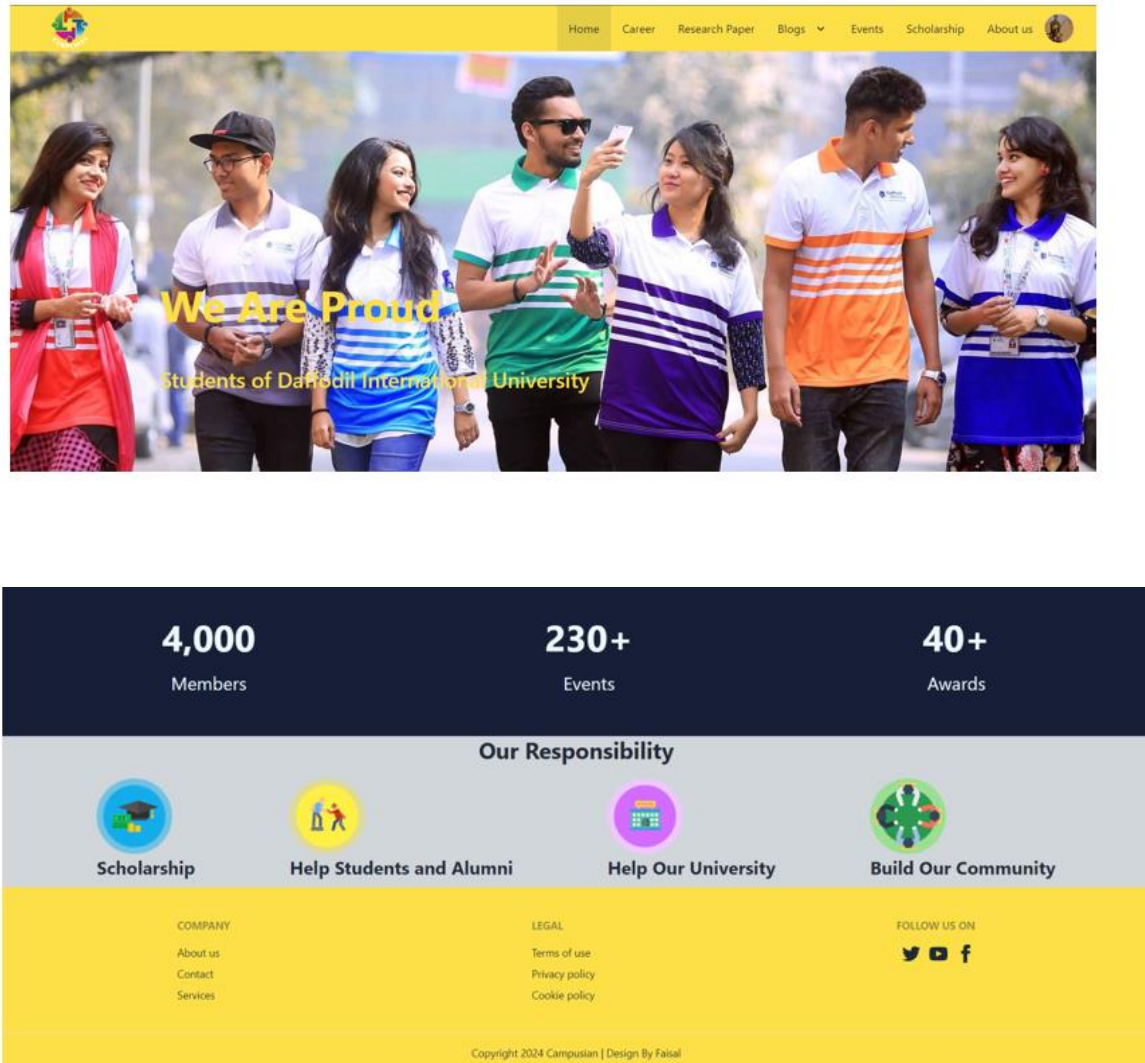 Home Career Research Paper Blogs Events Scholarship About us
We Are Proud
Students of Daffodil International University
4,000 230+ 40+
Members Events Awards
Our Responsibility
Scholarship Help Students and Alumni Help Our University Build Our Community
COMPANY LEGAL FOLLOW US ON
About us Terms of use
Contact Privacy policy
Services Cookie policy
Copyright 2024 Campusian | Design By Faisal